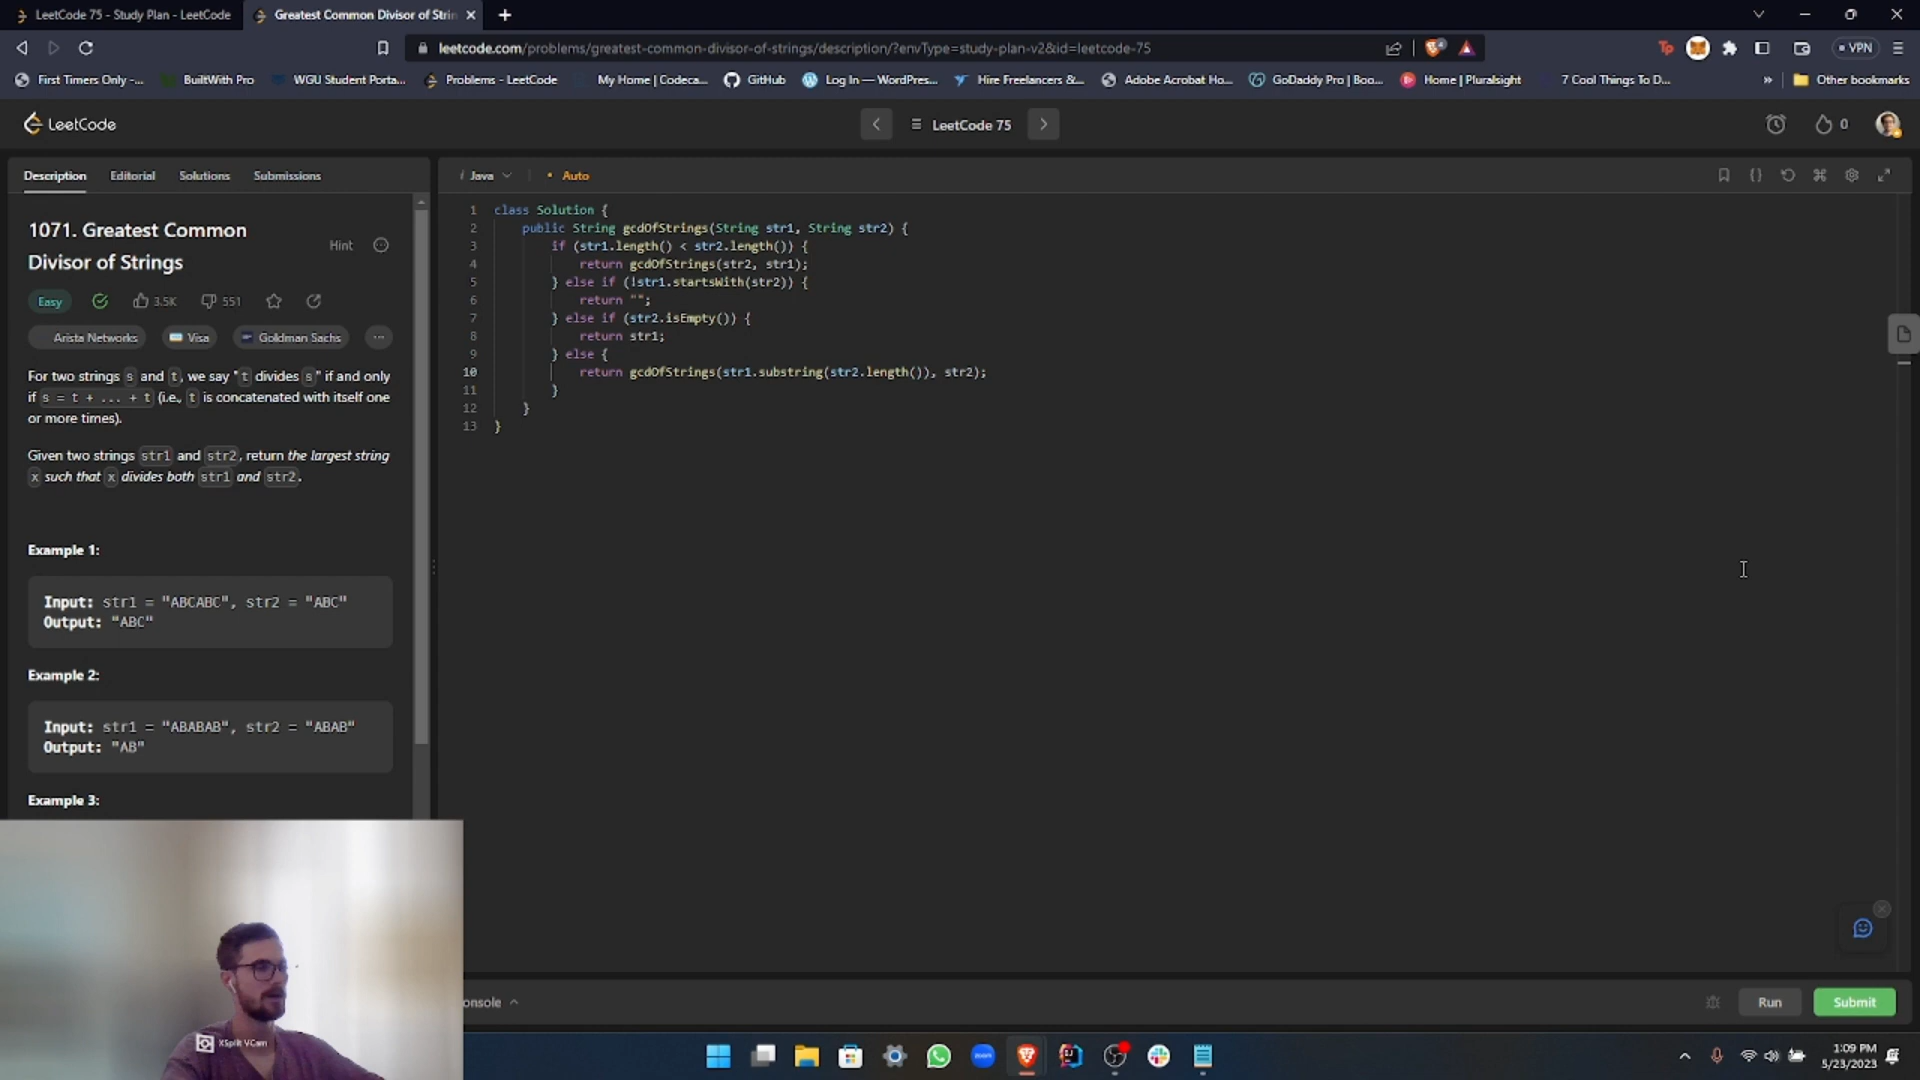 LeetCode 75 - Study Plan - LeetCode
Greatest Common Divisor of Strin
leetcode.com/problems/greatest-common-divisor-of-strings/description/?envType=study-plan-v2&id=leetcode-75
VPN
First Timers Only -...
BuiltWith Pro
WGU Student Porta...
Problems - LeetCode
My Home | Codeca...
GitHub
Log In — WordPres...
Hire Freelancers &...
Adobe Acrobat Ho...
GoDaddy Pro | Boo...
Home | Pluralsight
7 Cool Things To D...
Other bookmarks
LeetCode
LeetCode 75
0
Description
Editorial
Solutions
Submissions
1071. Greatest Common
Divisor of Strings
Hint
Easy
3.5K
551
Arista Networks
Visa
Goldman Sachs
For two strings s and t, we say "t divides s" if and only
if s = t + ... + t (i.e., t is concatenated with itself one
or more times).
Given two strings str1 and str2, return the largest string
x such that x divides both str1 and str2.
Example 1:
Input: str1 = "ABCABC", str2 = "ABC"
Output: "ABC"
Example 2:
Input: str1 = "ABABAB", str2 = "ABAB"
Output: "AB"
Example 3:
i Java
• Auto
1 class Solution {
2 public String gcdOfStrings(String str1, String str2) {
3 if (str1.length() < str2.length()) {
4 return gcdOfStrings(str2, str1);
5 } else if (!str1.startsWith(str2)) {
6 return "";
7 } else if (str2.isEmpty()) {
8 return str1;
9 } else {
10 return gcdOfStrings(str1.substring(str2.length()), str2);
11 }
12 }
13 }
onsole
Run
Submit
XSplit VCam
zoom
1:09 PM
5/23/2023